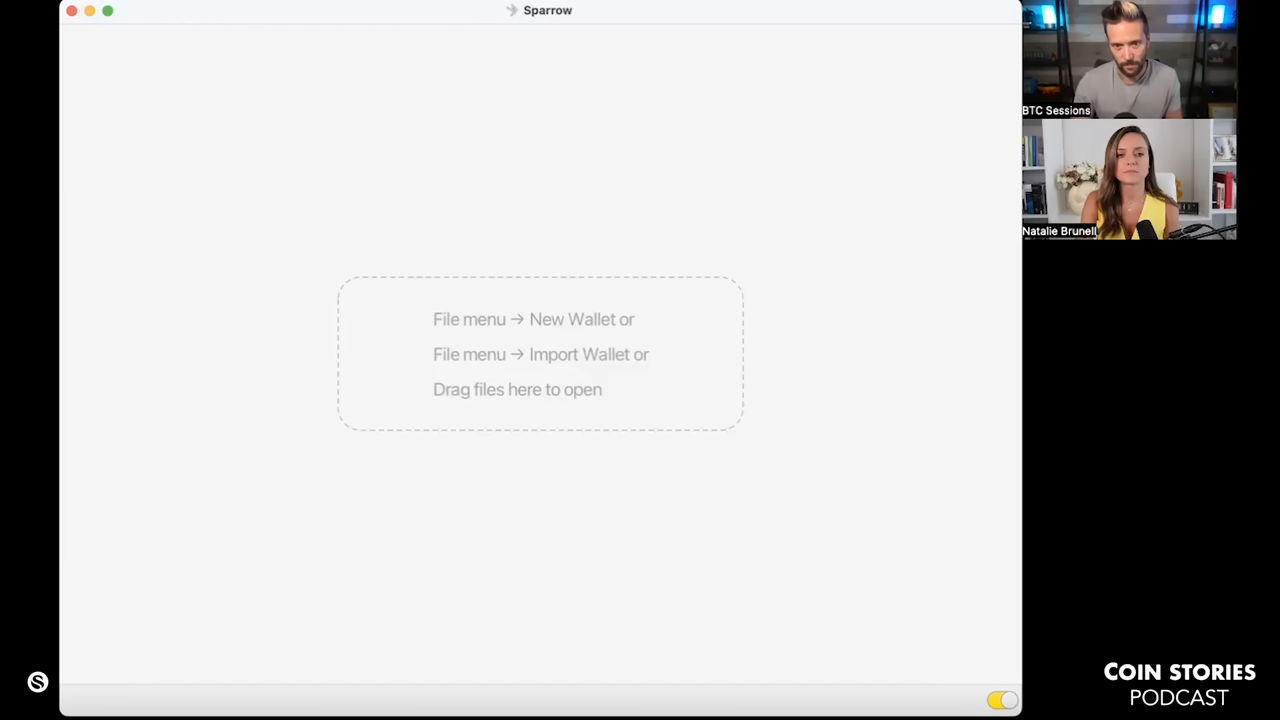 Sparrow
File menu → New Wallet or
File menu → Import Wallet or
Drag files here to open
BTC Sessions
Natalie Brunell
COIN STORIES
PODCAST